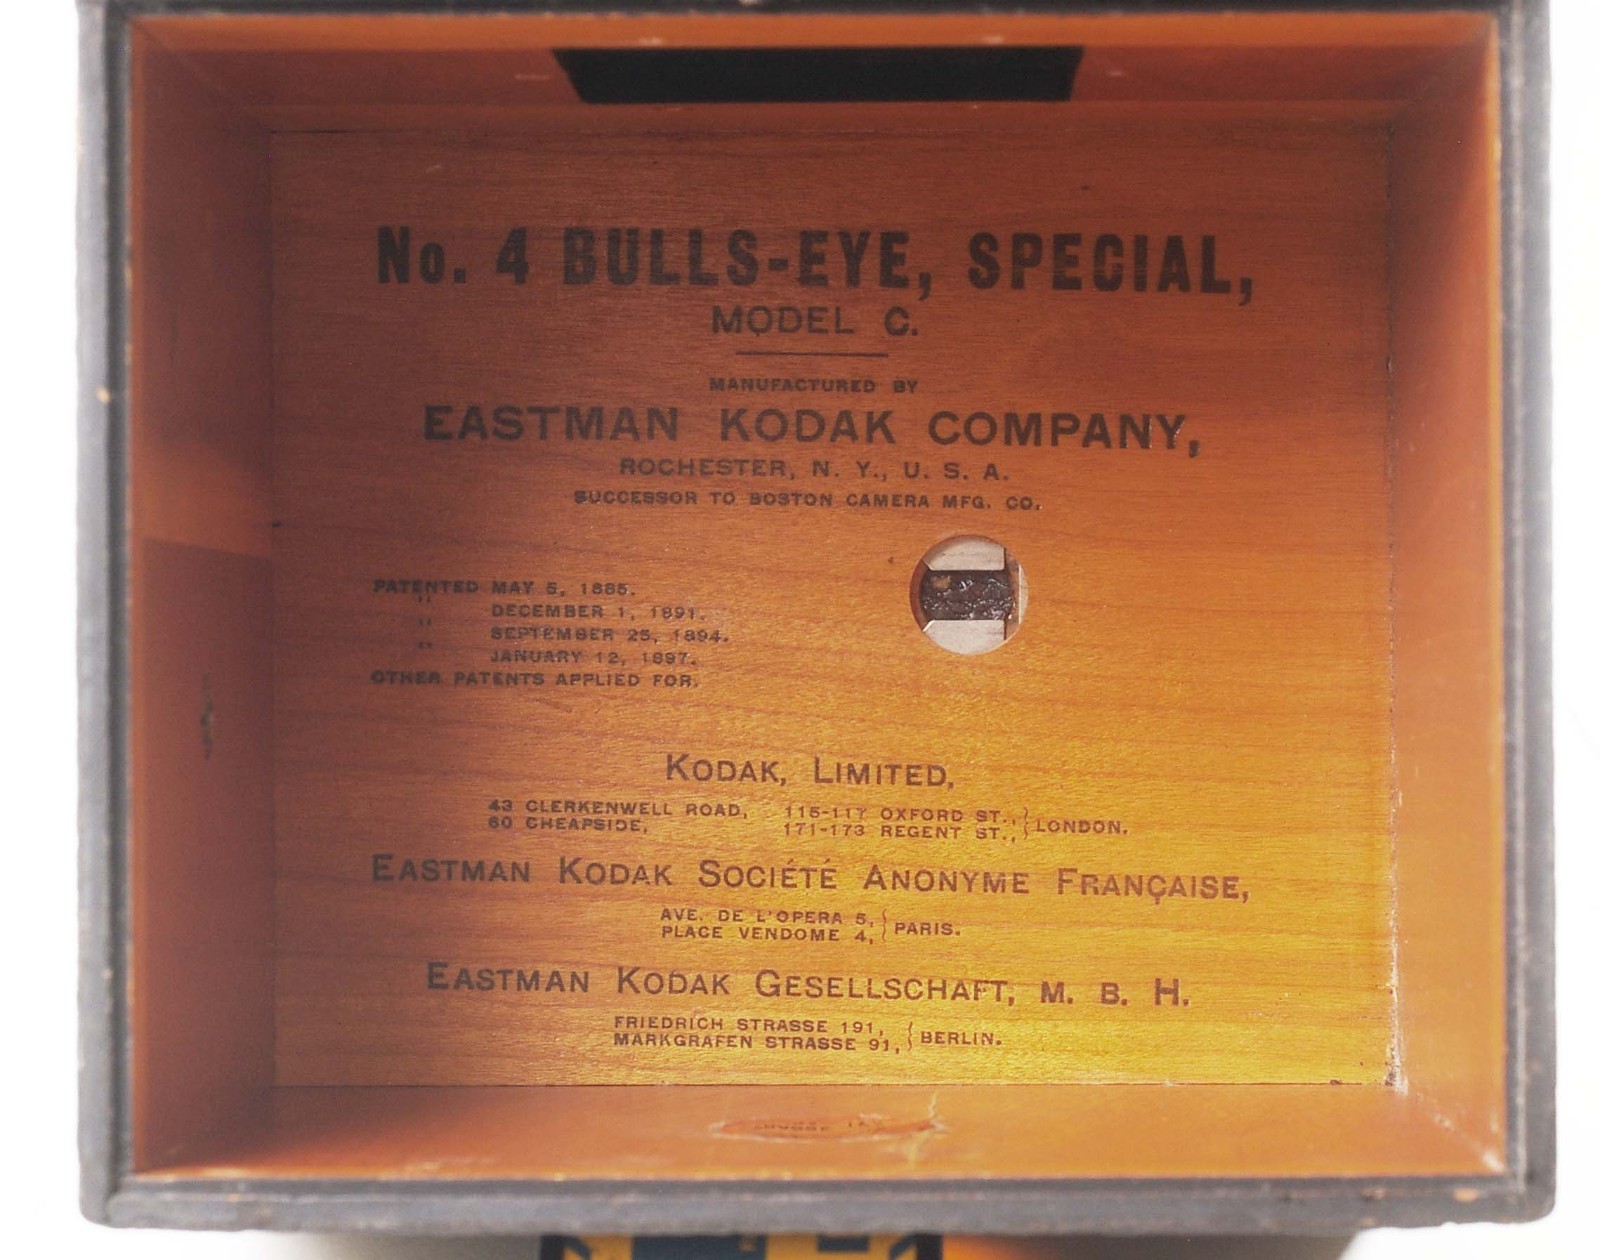 No. 4 BULLS-EYE, SPECIAL,
MODEL C.
MANUFACTURED BY
EASTMAN KODAK COMPANY,
ROCHESTER, N. Y., U. S. A.
SUCCESSOR TO BOSTON CAMERA MFG. CO.
PATENTED MAY 5, 1885.
" DECEMBER 1, 1891.
" SEPTEMBER 25, 1894.
" JANUARY 12, 1897.
OTHER PATENTS APPLIED FOR.
KODAK, LIMITED,
43 CLERKENWELL ROAD, 115-117 OXFORD ST.,
60 CHEAPSIDE, 171-173 REGENT ST., } LONDON.
EASTMAN KODAK SOCIÉTÉ ANONYME FRANÇAISE,
AVE. DE L'OPERA 5,
PLACE VENDOME 4, } PARIS.
EASTMAN KODAK GESELLSCHAFT, M. B. H.
FRIEDRICH STRASSE 191,
MARKGRAFEN STRASSE 91, } BERLIN.